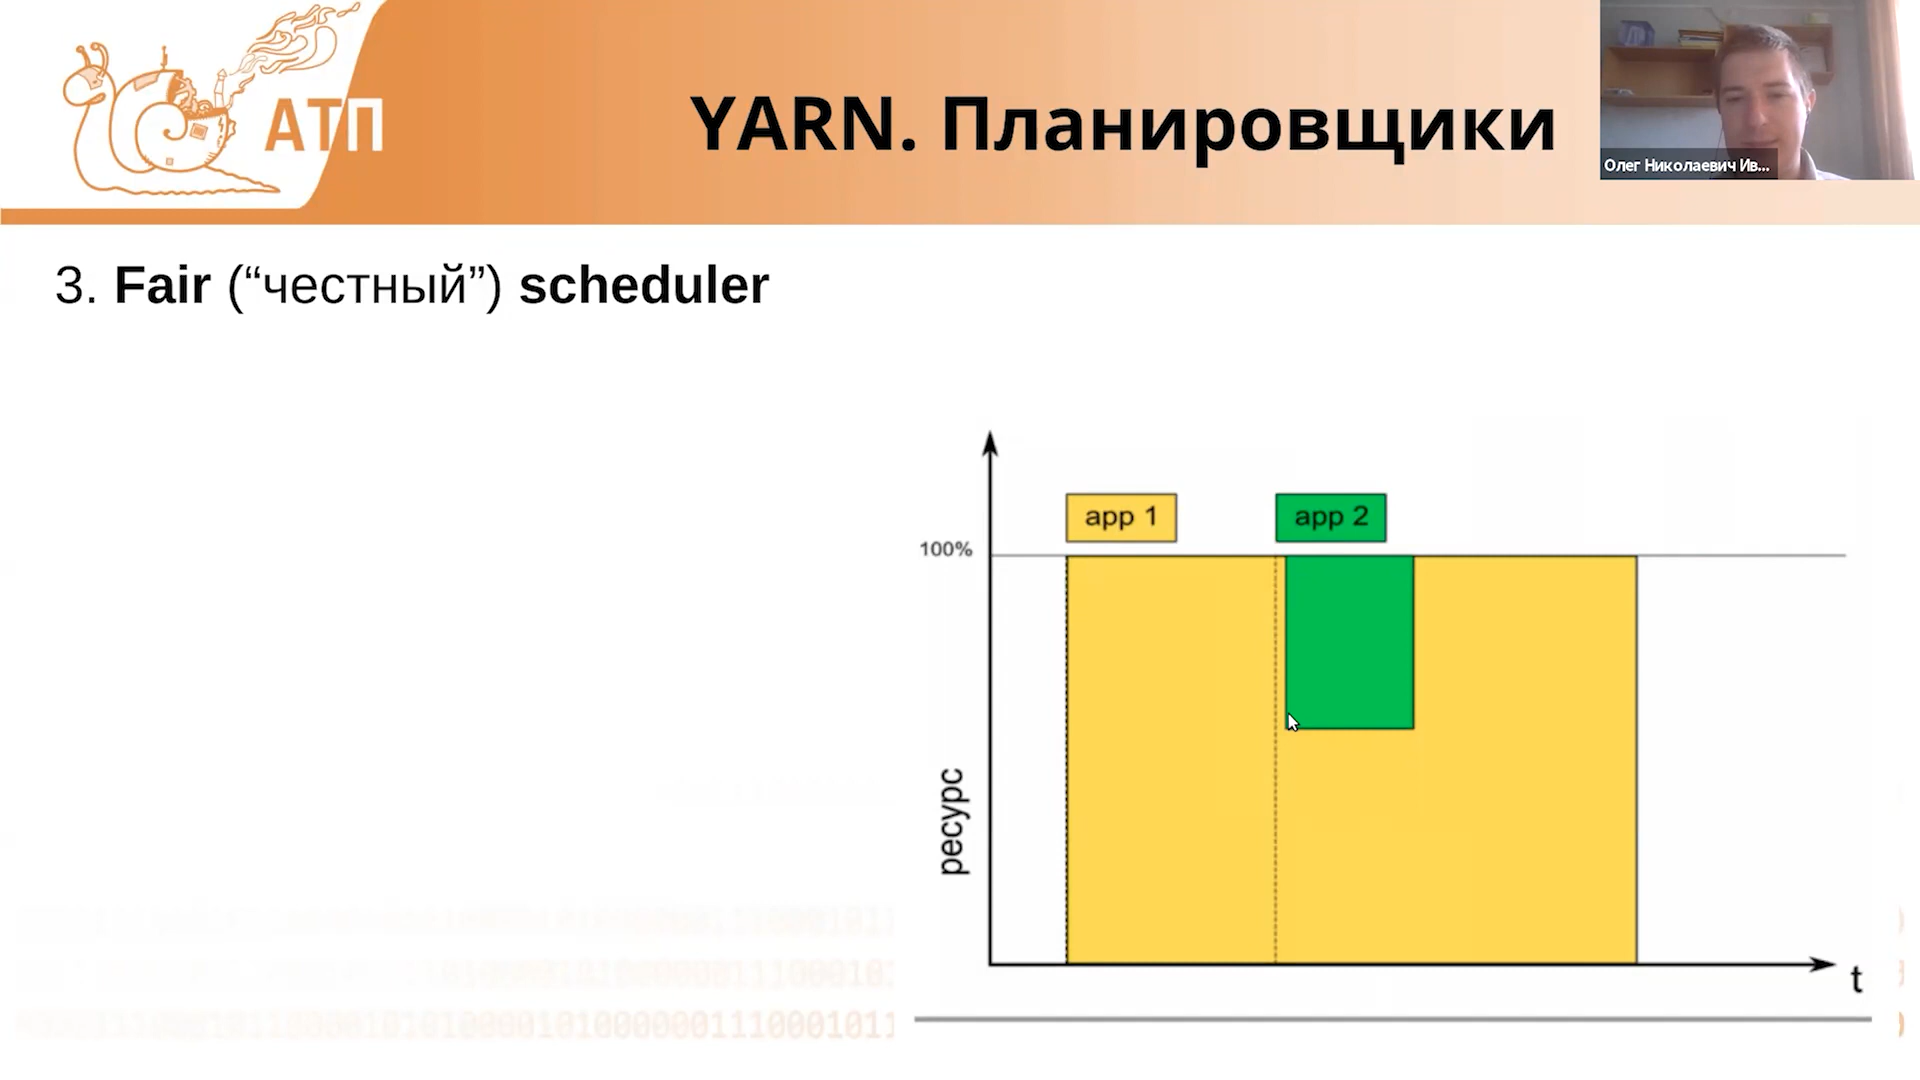 АТП
YARN. Планировщики
Олег Николаевич Ив...
3. Fair (“честный”) scheduler
app 1
app 2
100%
ресурс
t